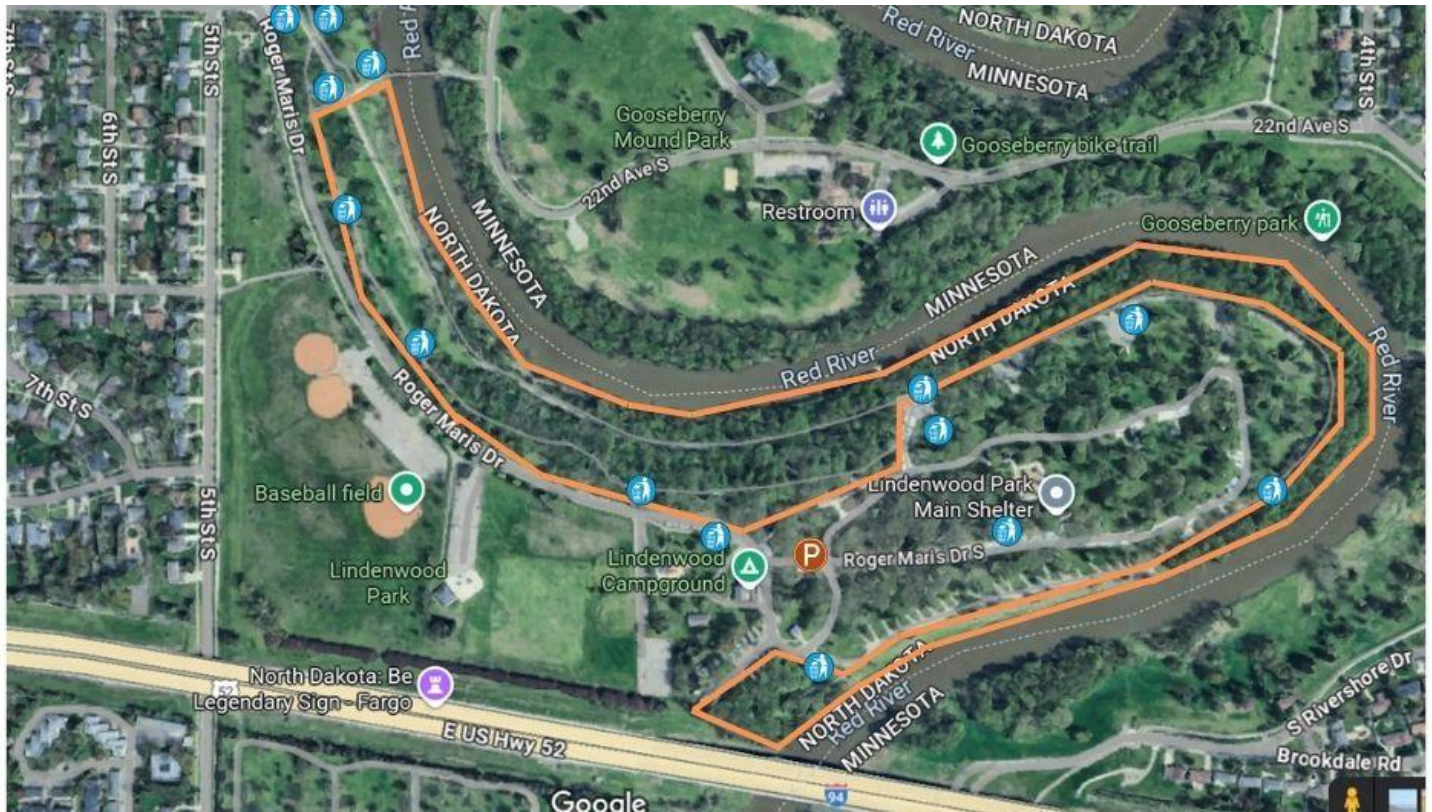 7th St S
6th St S
5th St S
Roger Maris Dr
Red R
Red River
NORTH DAKOTA
MINNESOTA
4th St S
Gooseberry
Mound Park
22nd Ave S
Gooseberry bike trail
22nd Ave S
Restroom
Gooseberry park
NORTH DAKOTA
MINNESOTA
MINNESOTA
NORTH DAKOTA
Red River
Red River
7th St S
Roger Maris Dr
Baseball field
5th St S
Lindenwood Park
Main Shelter
Lindenwood
Park
Lindenwood
Campground
P
Roger Maris Dr S
North Dakota: Be
Legendary Sign - Fargo
52
E US Hwy 52
NORTH DAKOTA
Red River
MINNESOTA
S Rivershore Dr
Brookdale Rd
94
Google